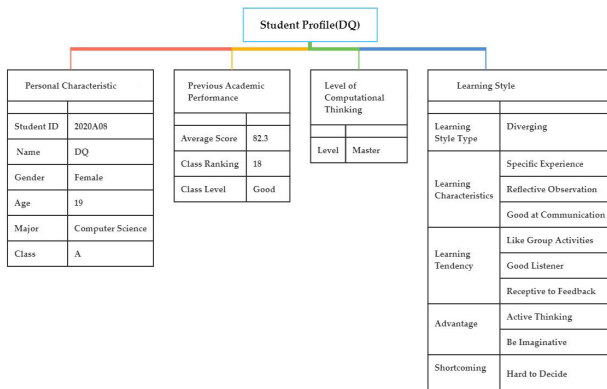 Student Profile(DQ)
Personal Characteristic
Student ID 2020A08
Name DQ
Gender Female
Age 19
Major Computer Science
Class A
Previous Academic
Performance
Average Score 82.3
Class Ranking 18
Class Level Good
Level of
Computational
Thinking
Level Master
Learning Style
Learning
Style Type
Diverging
Learning
Characteristics
Specific Experience
Reflective Observation
Good at Communication
Learning
Tendency
Like Group Activities
Good Listener
Receptive to Feedback
Advantage
Active Thinking
Be Imaginative
Shortcoming
Hard to Decide